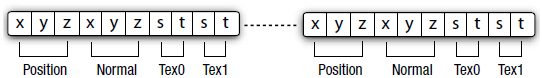 x y z x y z s t s t x y z x y z s t s t
Position Normal Tex0 Tex1 Position Normal Tex0 Tex1